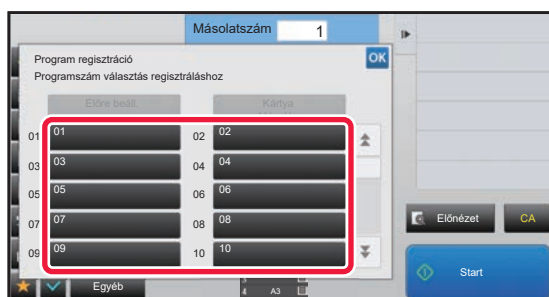 Másolatszám 1
Program regisztráció
OK
Programszám választás regisztráláshoz
Előre beáll.
Kártya
01 01
02 02
03 03
04 04
05 05
06 06
07 07
08 08
09 09
10 10
Előnézet
CA
Start
Egyéb
4 A3